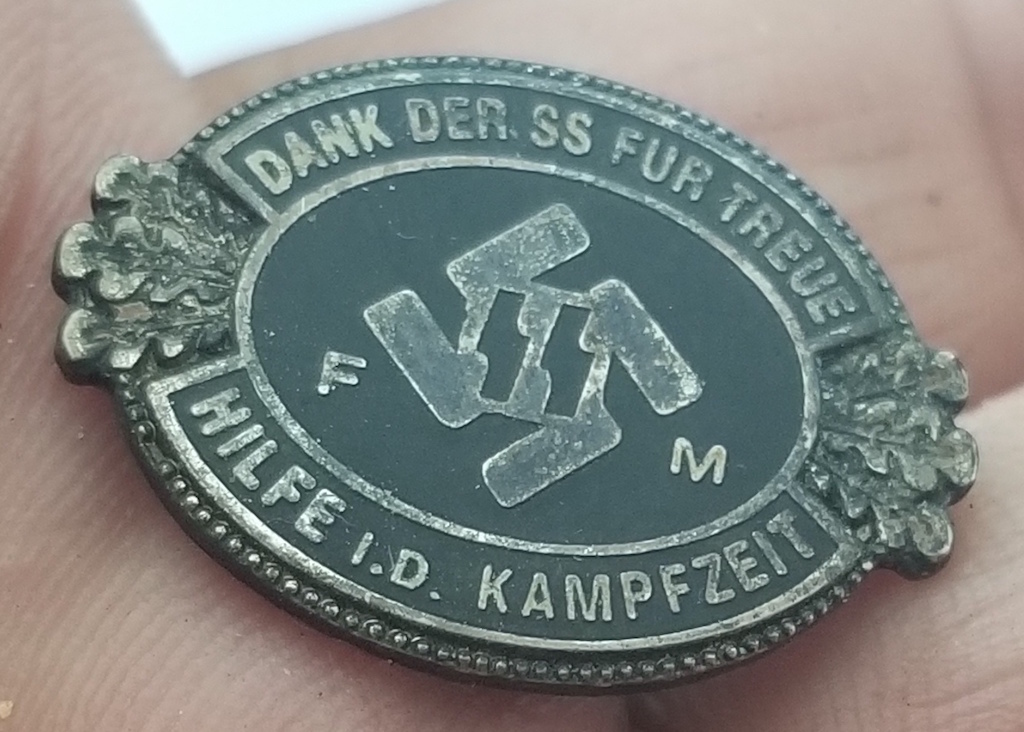 DANK DER SS FUR TREUE
F M
HILFE I.D. KAMPFZEIT